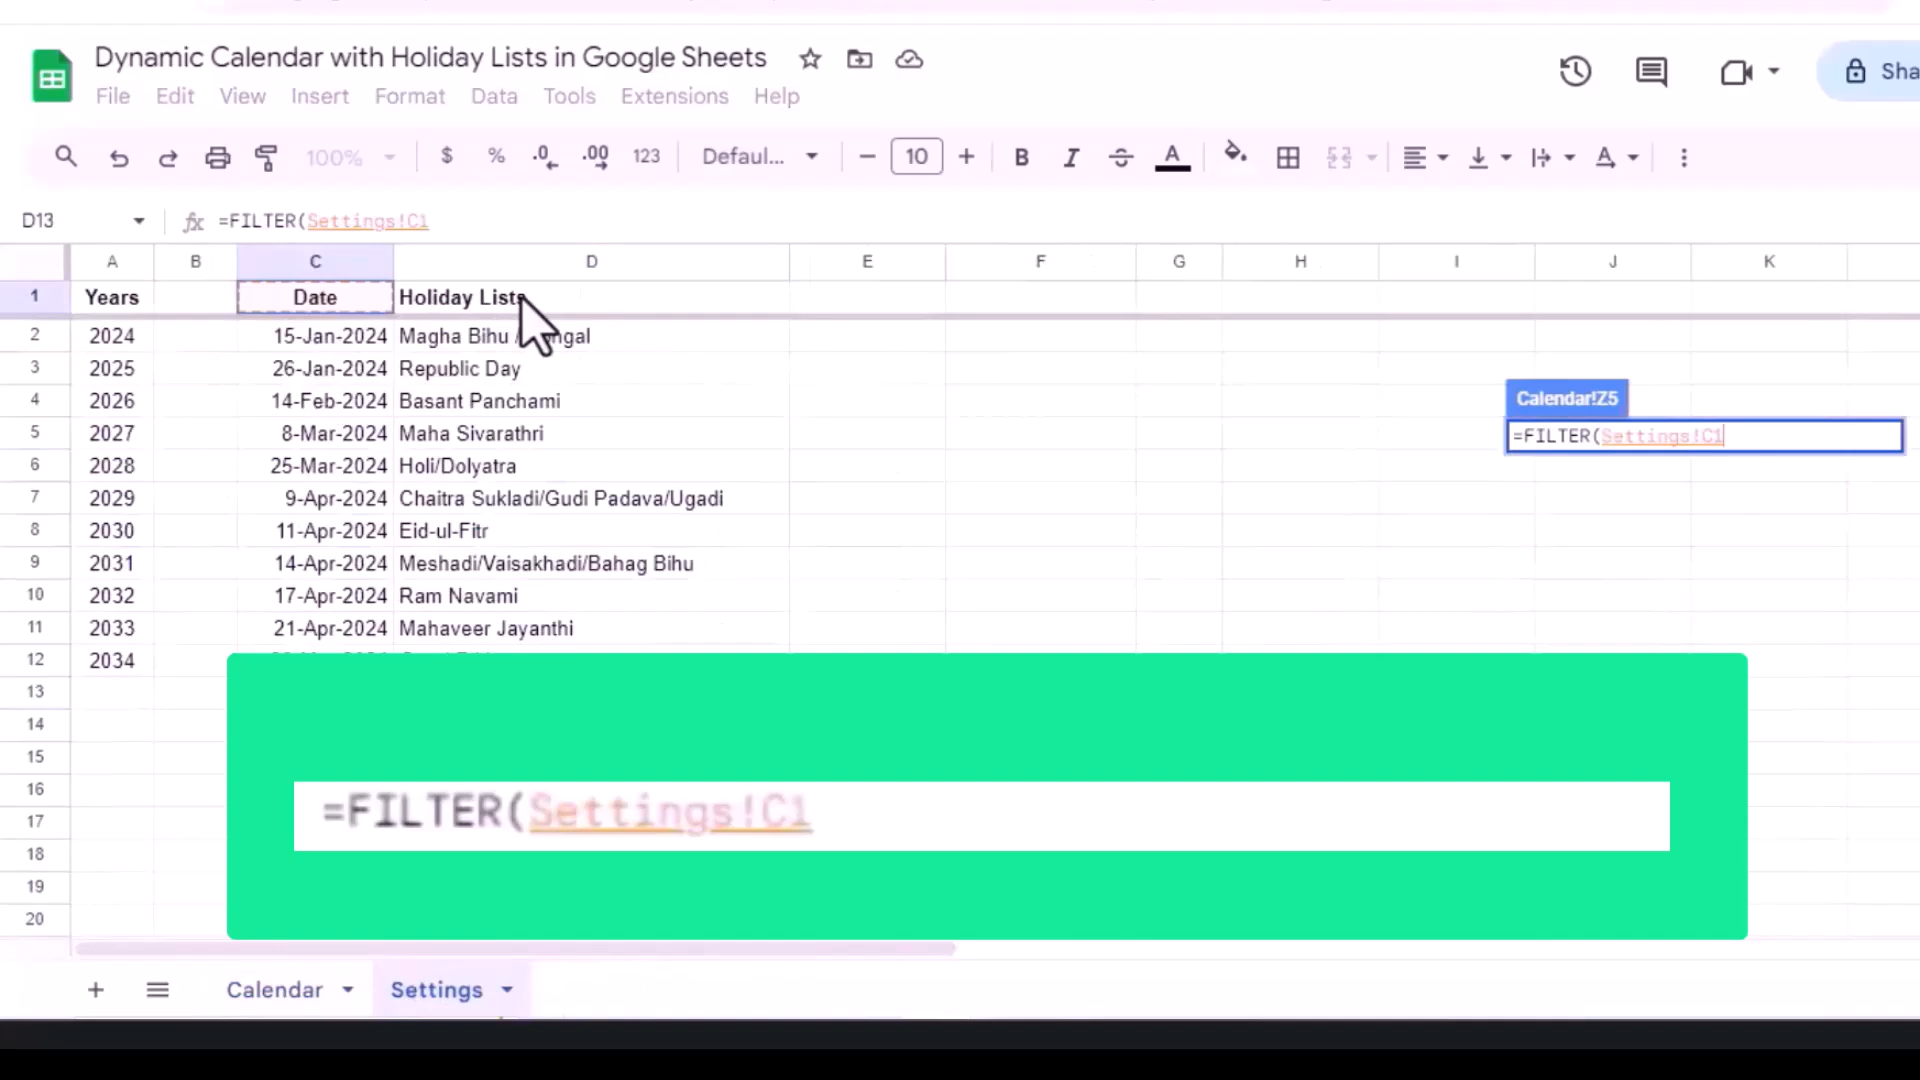 Dynamic Calendar with Holiday Lists in Google Sheets
Sha
File Edit View Insert Format Data Tools Extensions Help
100% $ % .0 .00 123 Defaul... 10 B I A
D13 fx =FILTER(Settings!C1
A B C D E F G H I J K
1 Years Date Holiday Lists
2 2024 15-Jan-2024 Magha Bihu
3 2025 26-Jan-2024 Republic Day
4 2026 14-Feb-2024 Basant Panchami
Calendar!Z5
5 2027 8-Mar-2024 Maha Sivarathri
=FILTER(Settings!C1
6 2028 25-Mar-2024 Holi/Dolyatra
7 2029 9-Apr-2024 Chaitra Sukladi/Gudi Padava/Ugadi
8 2030 11-Apr-2024 Eid-ul-Fitr
9 2031 14-Apr-2024 Meshadi/Vaisakhadi/Bahag Bihu
10 2032 17-Apr-2024 Ram Navami
11 2033 21-Apr-2024 Mahaveer Jayanthi
12 2034
13
14
15
16
17
18
19
20
=FILTER(Settings!C1
Calendar Settings